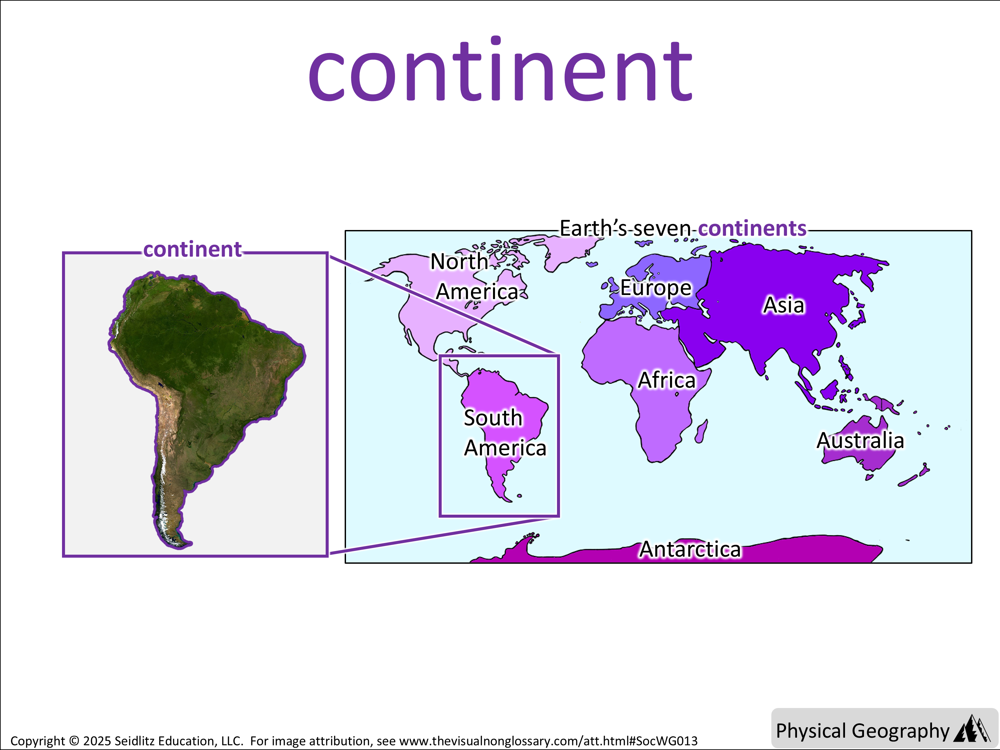 continent
continent
Earth's seven continents
North
America
Europe
Asia
Africa
South
America
Australia
Antarctica
Physical Geography
Copyright © 2025 Seidlitz Education, LLC.  For image attribution, see www.thevisualnonglossary.com/att.html#SocWG013